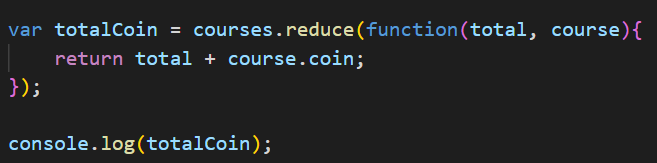 var totalCoin = courses.reduce(function(total, course){
    return total + course.coin;
});

console.log(totalCoin);